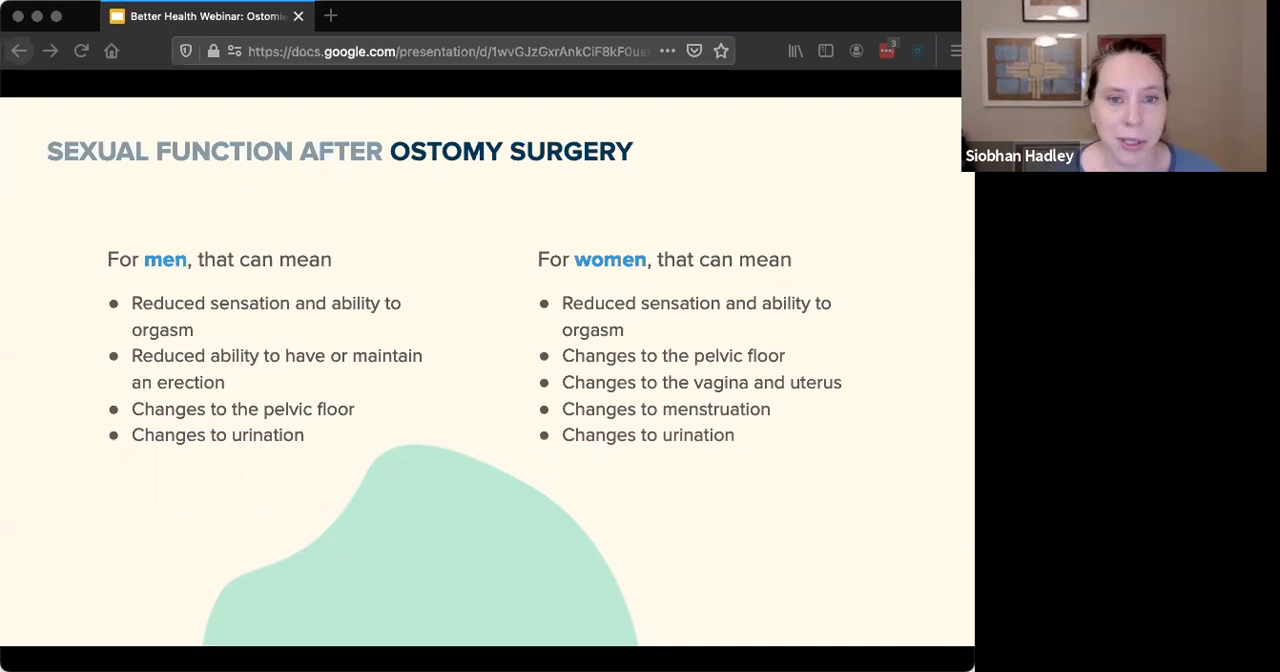 Better Health Webinar: Ostomi
https://docs.google.com/presentation/d/1wvGJzGxrAnkCiF8kF0uer
3
Siobhan Hadley
SEXUAL FUNCTION AFTER OSTOMY SURGERY
For men, that can mean
● Reduced sensation and ability to
orgasm
● Reduced ability to have or maintain
an erection
● Changes to the pelvic floor
● Changes to urination
For women, that can mean
● Reduced sensation and ability to
orgasm
● Changes to the pelvic floor
● Changes to the vagina and uterus
● Changes to menstruation
● Changes to urination